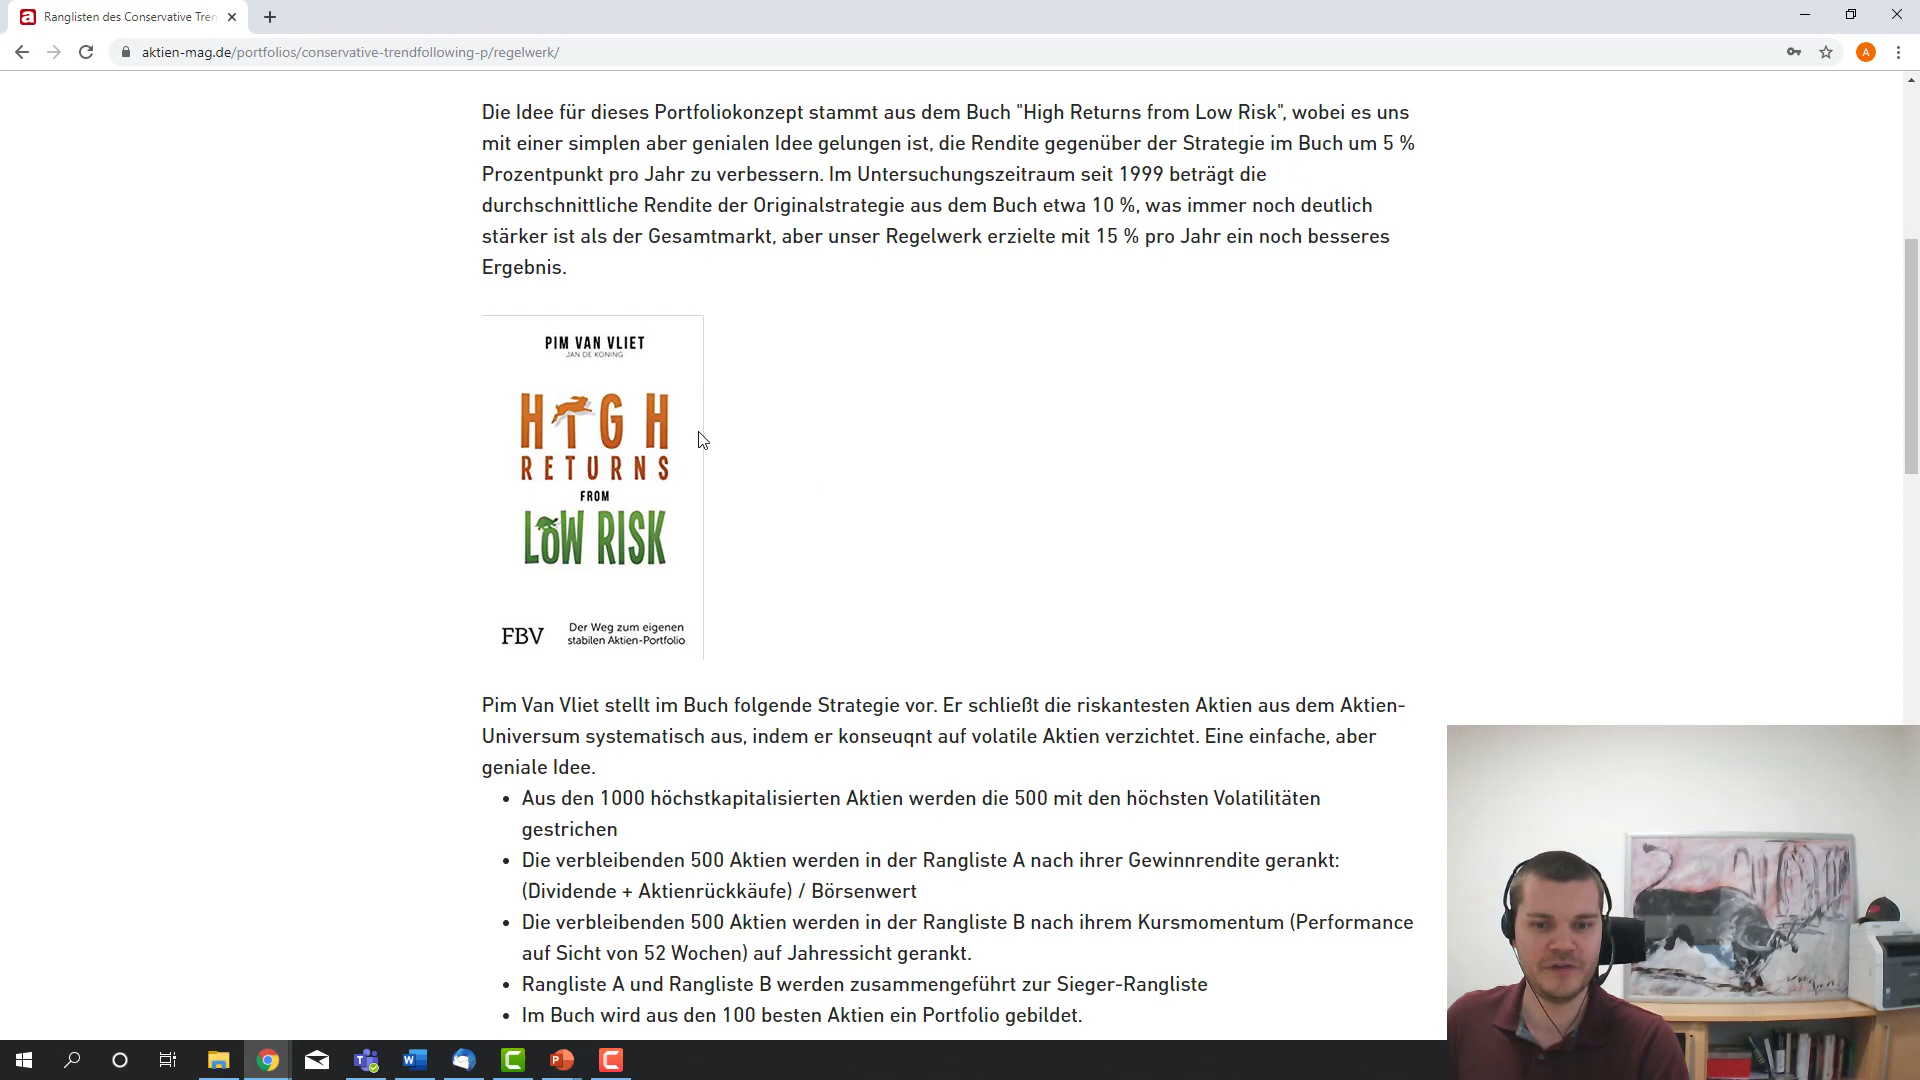 Ranglisten des Conservative Tren
aktien-mag.de/portfolios/conservative-trendfollowing-p/regelwerk/
A
Die Idee für dieses Portfoliokonzept stammt aus dem Buch "High Returns from Low Risk", wobei es uns
mit einer simplen aber genialen Idee gelungen ist, die Rendite gegenüber der Strategie im Buch um 5 %
Prozentpunkt pro Jahr zu verbessern. Im Untersuchungszeitraum seit 1999 beträgt die
durchschnittliche Rendite der Originalstrategie aus dem Buch etwa 10 %, was immer noch deutlich
stärker ist als der Gesamtmarkt, aber unser Regelwerk erzielte mit 15 % pro Jahr ein noch besseres
Ergebnis.
PIM VAN VLIET
JAN DE KONING
HIGH
RETURNS
FROM
LOW RISK
FBV
Der Weg zum eigenen
stabilen Aktien-Portfolio
Pim Van Vliet stellt im Buch folgende Strategie vor. Er schließt die riskantesten Aktien aus dem Aktien-
Universum systematisch aus, indem er konseuqnt auf volatile Aktien verzichtet. Eine einfache, aber
geniale Idee.
• Aus den 1000 höchstkapitalisierten Aktien werden die 500 mit den höchsten Volatilitäten
gestrichen
• Die verbleibenden 500 Aktien werden in der Rangliste A nach ihrer Gewinnrendite gerankt:
(Dividende + Aktienrückkäufe) / Börsenwert
• Die verbleibenden 500 Aktien werden in der Rangliste B nach ihrem Kursmomentum (Performance
auf Sicht von 52 Wochen) auf Jahressicht gerankt.
• Rangliste A und Rangliste B werden zusammengeführt zur Sieger-Rangliste
• Im Buch wird aus den 100 besten Aktien ein Portfolio gebildet.